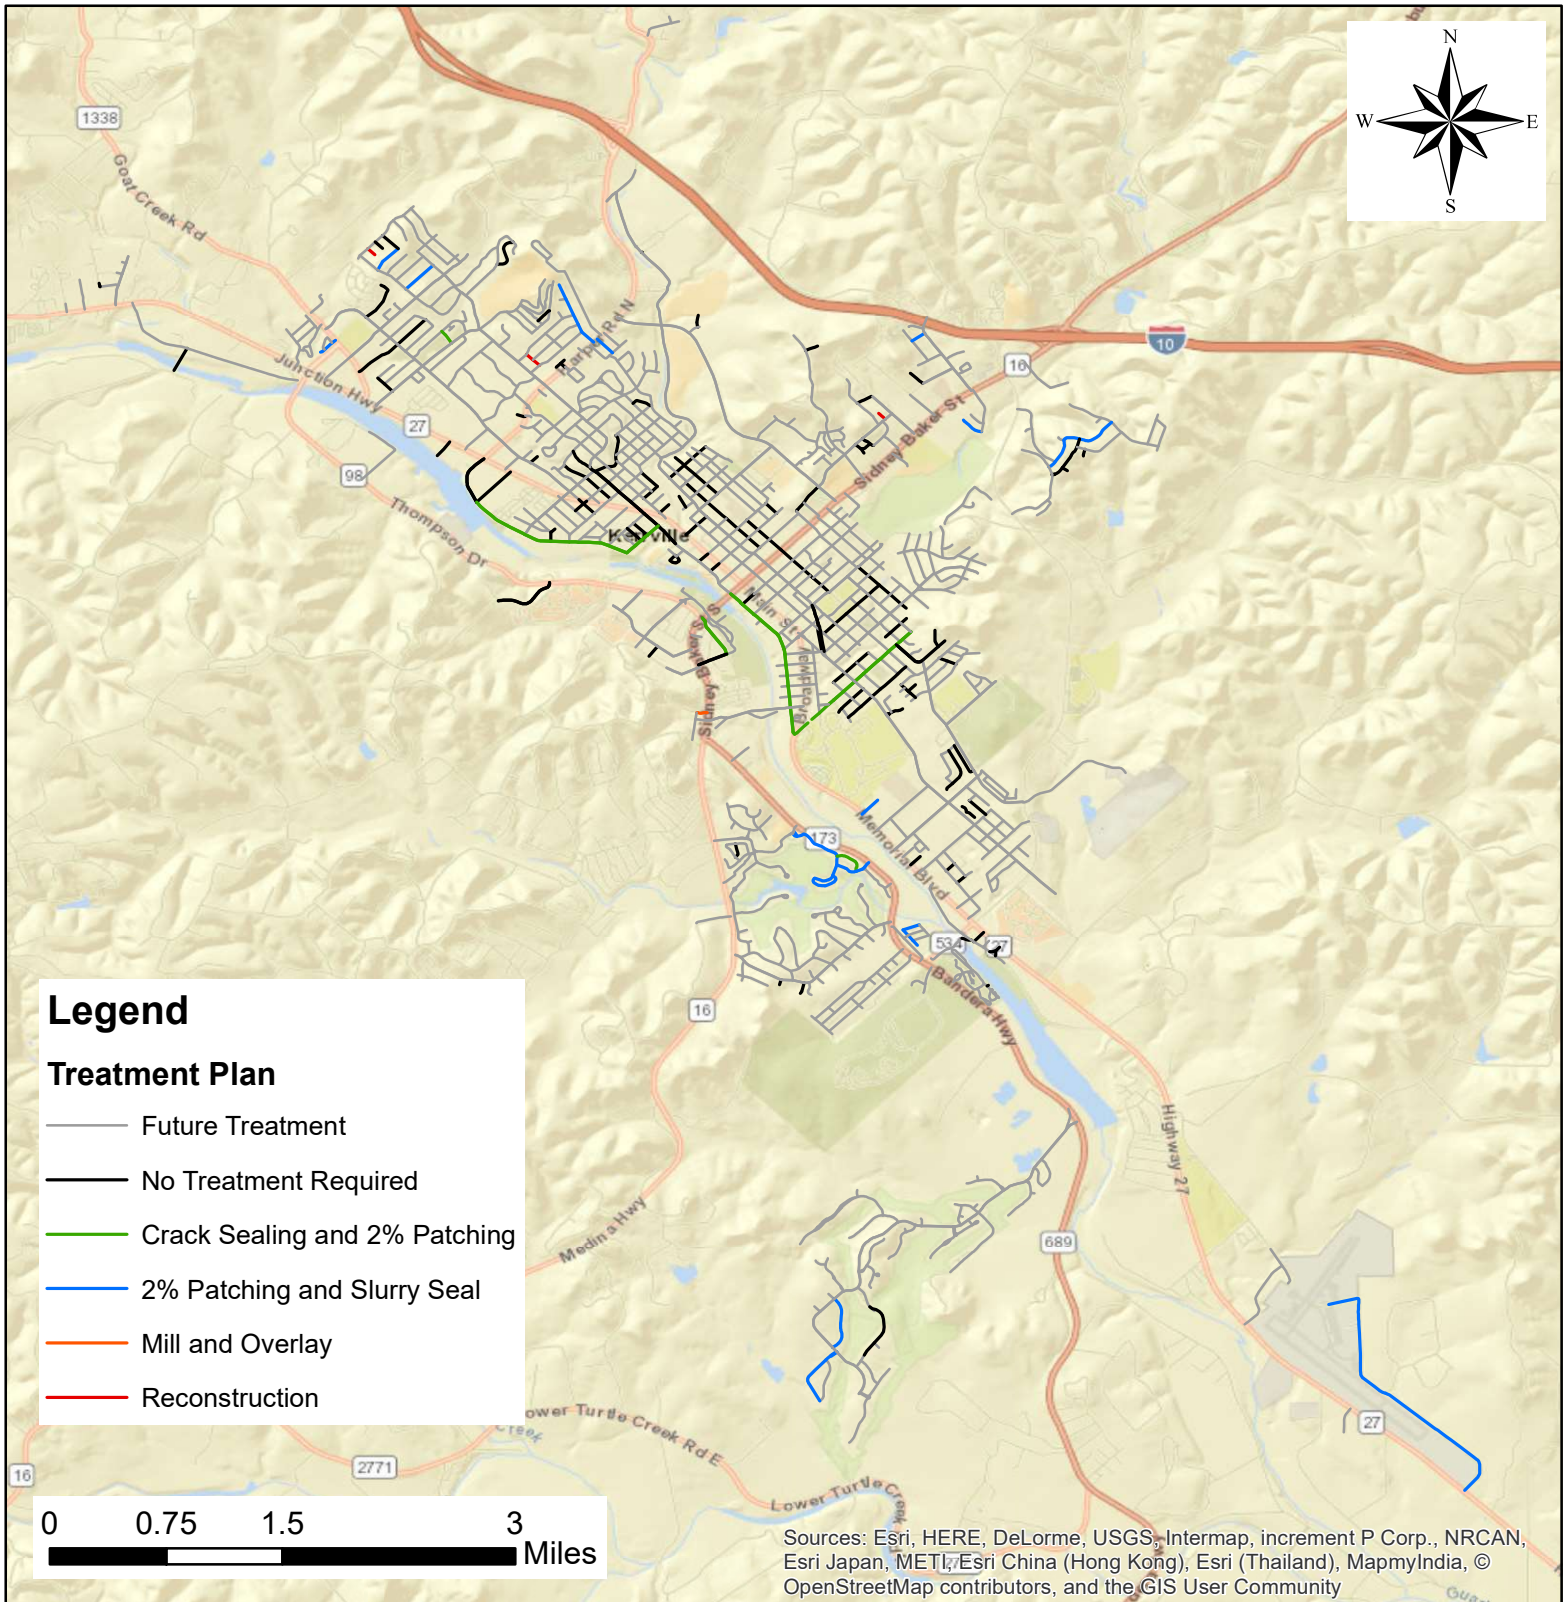 N
W
E
S
1338
Goat Creek Rd
10
16
Harper Rd N
Junction Hwy
27
98
Sidney Baker St
Thompson Dr
Kerrville
Main St
Broadway
Sidney Baker St S
173
Memorial Blvd
534
27
Bandera Hwy
16
Highway 27
689
Medina Hwy
27
Lower Turtle Creek Rd E
Creek
2771
16
Lower Turtle Creek
Legend
Treatment Plan
Future Treatment
No Treatment Required
Crack Sealing and 2% Patching
2% Patching and Slurry Seal
Mill and Overlay
Reconstruction
0 0.75 1.5 3
Miles
Sources: Esri, HERE, DeLorme, USGS, Intermap, increment P Corp., NRCAN,
Esri Japan, METI, Esri China (Hong Kong), Esri (Thailand), MapmyIndia, ©
OpenStreetMap contributors, and the GIS User Community